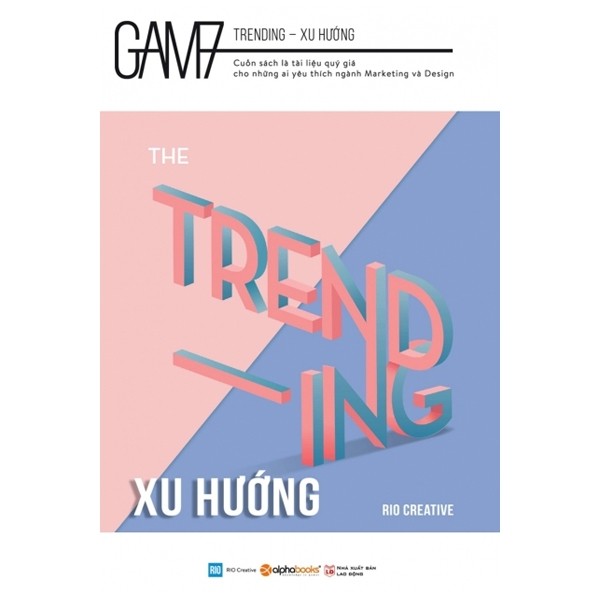 GAM7
TRENDING – XU HƯỚNG
Cuốn sách là tài liệu quý giá
cho những ai yêu thích ngành Marketing và Design
THE
TREND
–ING
XU HƯỚNG
RIO CREATIVE
RIO
RIO Creative
alphabooks
NHÀ XUẤT BẢN
LAO ĐỘNG